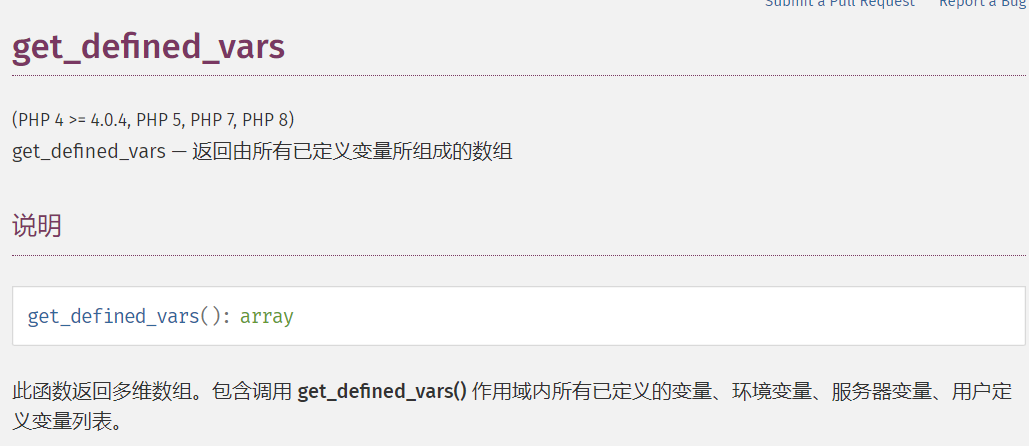 Submit a Pull Request Report a Bug
get_defined_vars
(PHP 4 >= 4.0.4, PHP 5, PHP 7, PHP 8)
get_defined_vars — 返回由所有已定义变量所组成的数组
说明
get_defined_vars(): array
此函数返回多维数组。包含调用 get_defined_vars() 作用域内所有已定义的变量、环境变量、服务器变量、用户定
义变量列表。